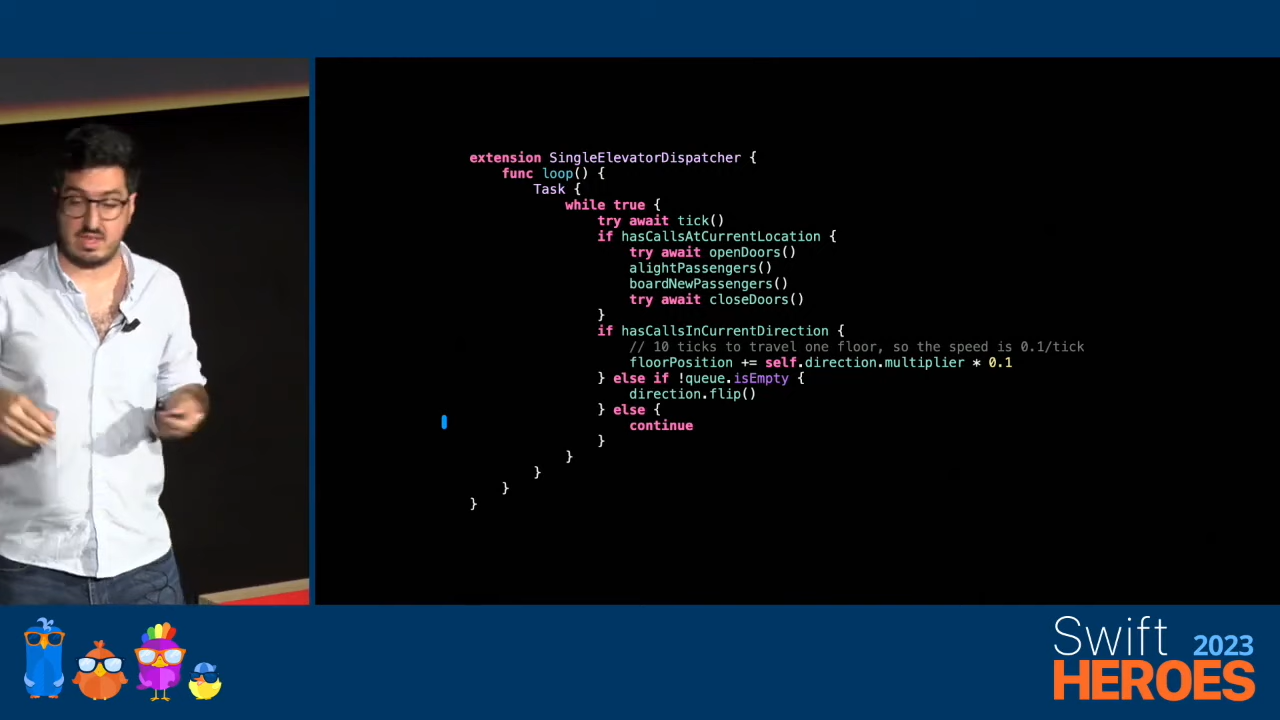 extension SingleElevatorDispatcher {
    func loop() {
        Task {
            while true {
                try await tick()
                if hasCallsAtCurrentLocation {
                    try await openDoors()
                    alightPassengers()
                    boardNewPassengers()
                    try await closeDoors()
                }
                if hasCallsInCurrentDirection {
                    // 10 ticks to travel one floor, so the speed is 0.1/tick
                    floorPosition += self.direction.multiplier * 0.1
                } else if !queue.isEmpty {
                    direction.flip()
                } else {
                    continue
                }
            }
        }
    }
}
Swift 2023
HEROES